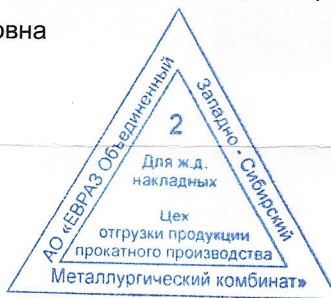 овна
АО «ЕВРАЗ Объединенный
Западно - Сибирский
Металлургический комбинат»
2
Для ж.д.
накладных
Цех
отгрузки продукции
прокатного производства